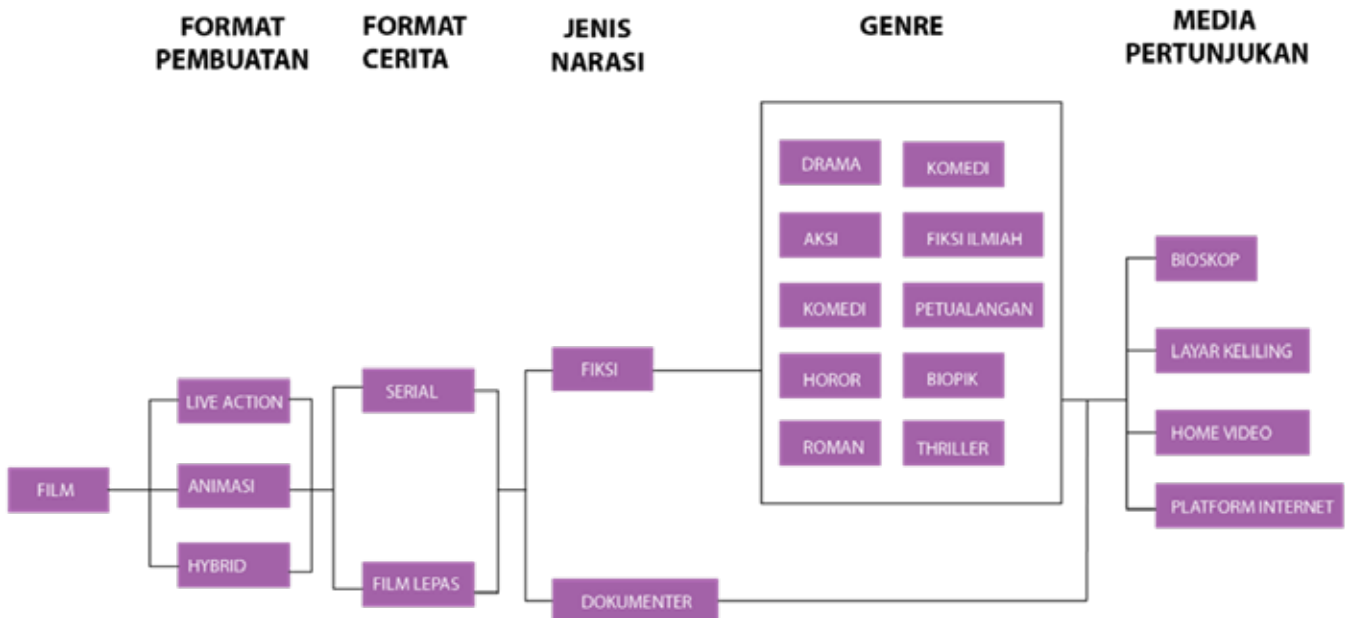 FORMAT
PEMBUATAN
FORMAT
CERITA
JENIS
NARASI
GENRE
MEDIA
PERTUNJUKAN
FILM
LIVE ACTION
ANIMASI
HYBRID
SERIAL
FILM LEPAS
FIKSI
DOKUMENTER
DRAMA
KOMEDI
AKSI
FIKSI ILMIAH
KOMEDI
PETUALANGAN
HOROR
BIOPIK
ROMAN
THRILLER
BIOSKOP
LAYAR KELILING
HOME VIDEO
PLATFORM INTERNET